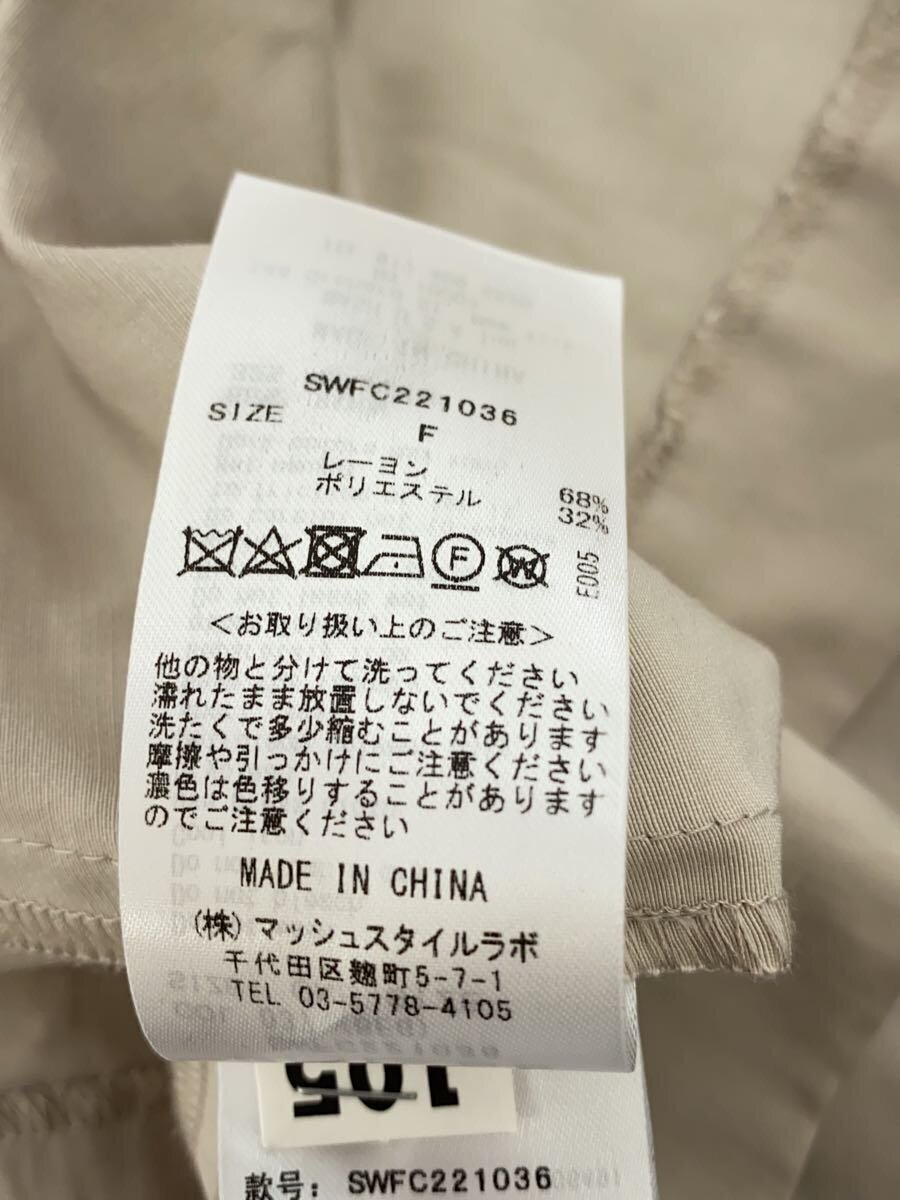 SWFC221036
SIZE F
レーヨン 68%
ポリエステル 32%
F W E005
<お取り扱い上のご注意>
他の物と分けて洗ってください
濡れたまま放置しないでください
洗たくで多少縮むことがあります
摩擦や引っかけにご注意ください
濃色は色移りすることがあります
のでご注意ください
MADE IN CHINA
(株)マッシュスタイルラボ
千代田区麹町5-7-1
TEL 03-5778-4105
105
款号: SWFC221036